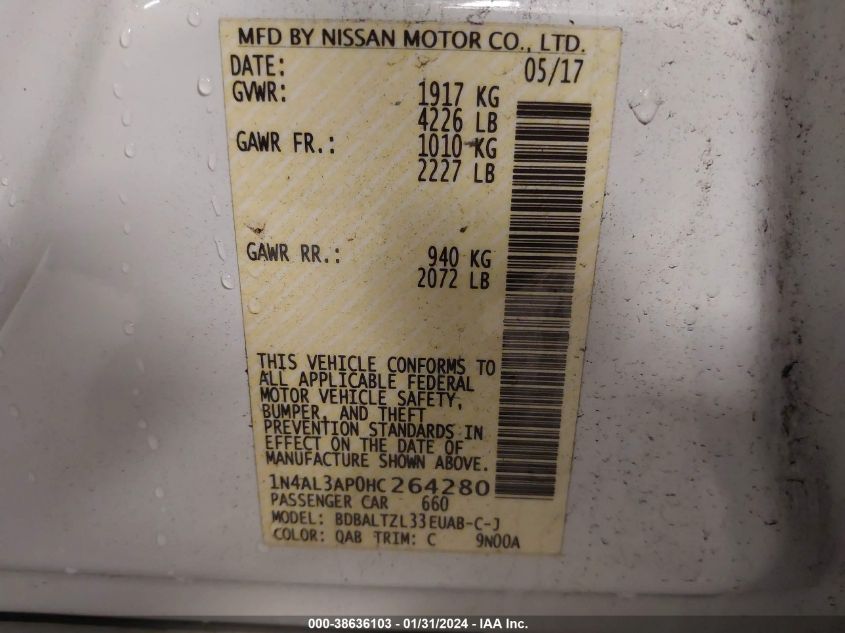 MFD BY NISSAN MOTOR CO., LTD.
DATE: 05/17
GVWR: 1917 KG
4226 LB
GAWR FR.: 1010 KG
2227 LB
GAWR RR.: 940 KG
2072 LB
THIS VEHICLE CONFORMS TO
ALL APPLICABLE FEDERAL
MOTOR VEHICLE SAFETY,
BUMPER, AND THEFT
PREVENTION STANDARDS IN
EFFECT ON THE DATE OF
MANUFACTURE SHOWN ABOVE.
1N4AL3AP0HC264280
PASSENGER CAR 660
MODEL: BDBALTZL33EUAB-C-J
COLOR: QAB TRIM: C 9N00A
000-38636103 - 01/31/2024 - IAA Inc.